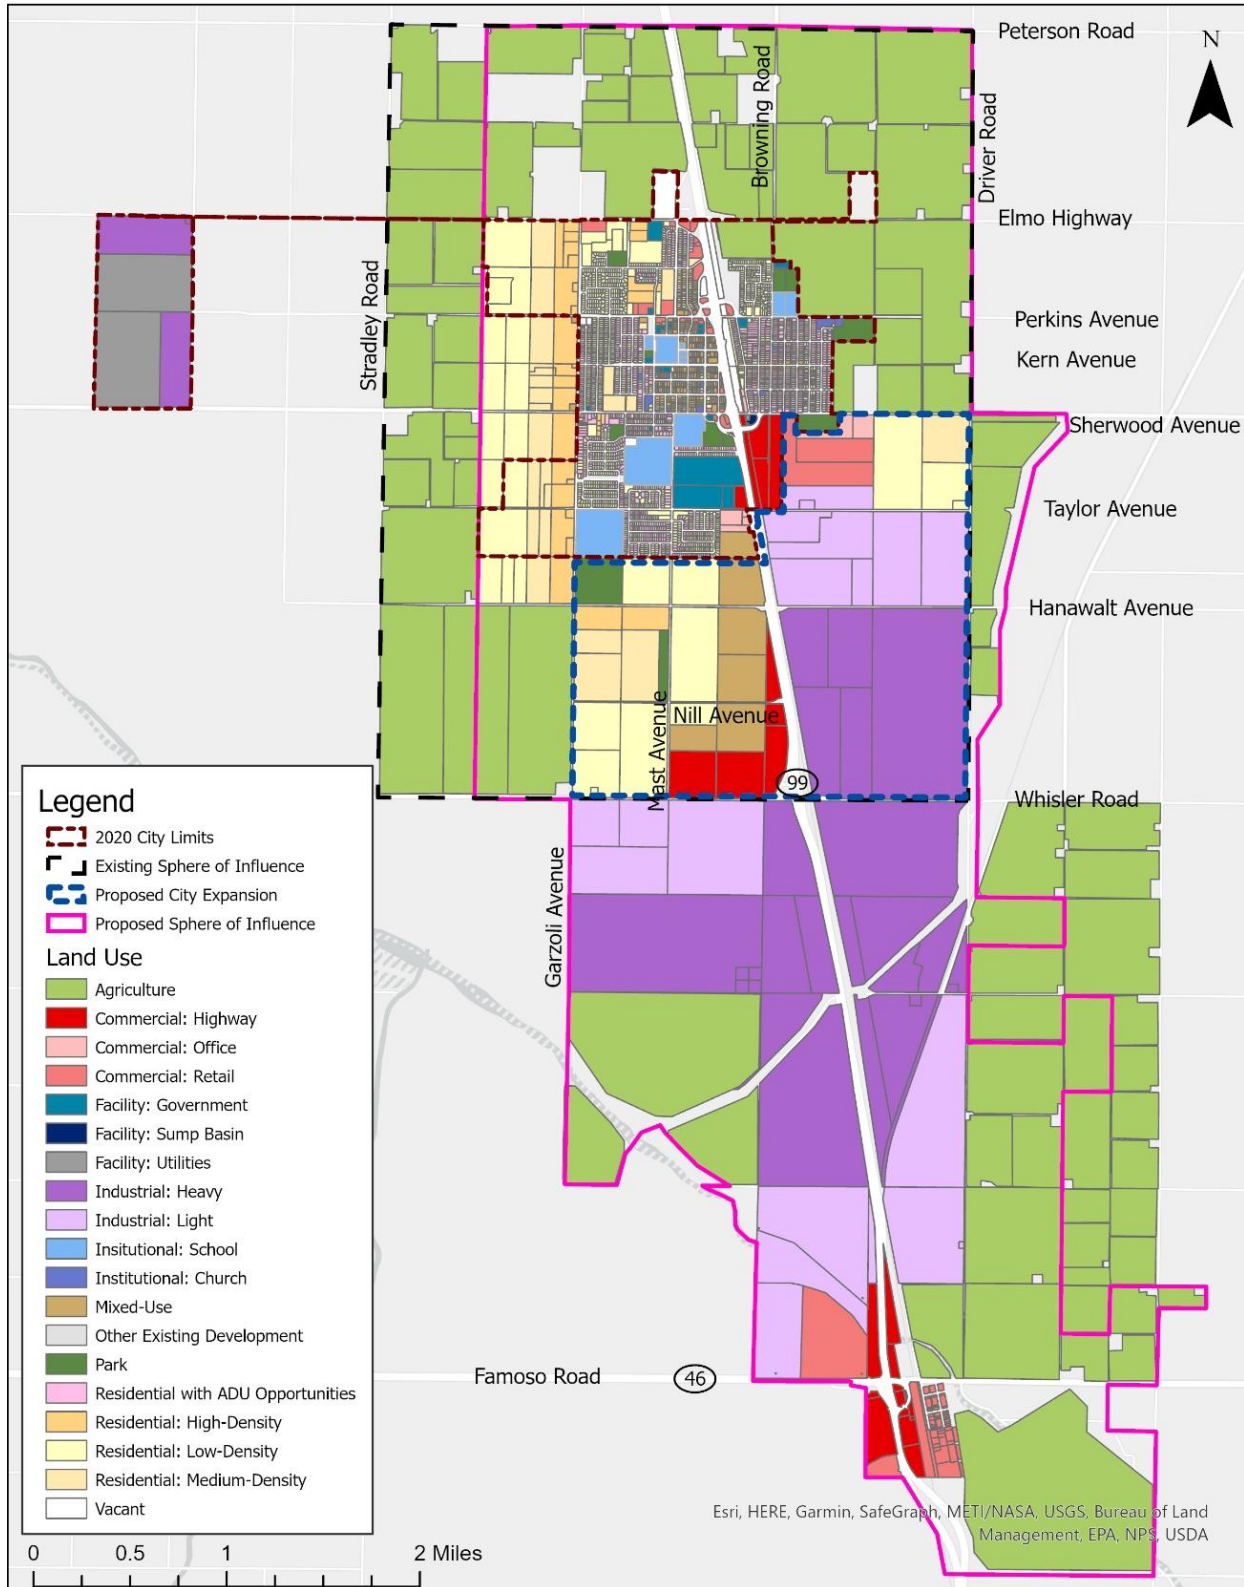 Peterson Road
N
Browning Road
Driver Road
Elmo Highway
Stradley Road
Perkins Avenue
Kern Avenue
Sherwood Avenue
Taylor Avenue
Hanawalt Avenue
Mast Avenue
Nill Avenue
99
Whisler Road
Garzoli Avenue
Legend
2020 City Limits
Existing Sphere of Influence
Proposed City Expansion
Proposed Sphere of Influence
Land Use
Agriculture
Commercial: Highway
Commercial: Office
Commercial: Retail
Facility: Government
Facility: Sump Basin
Facility: Utilities
Industrial: Heavy
Industrial: Light
Insitutional: School
Institutional: Church
Mixed-Use
Other Existing Development
Park
Residential with ADU Opportunities
Residential: High-Density
Residential: Low-Density
Residential: Medium-Density
Vacant
Famoso Road
46
Esri, HERE, Garmin, SafeGraph, METI/NASA, USGS, Bureau of Land
Management, EPA, NPS, USDA
0 0.5 1 2 Miles